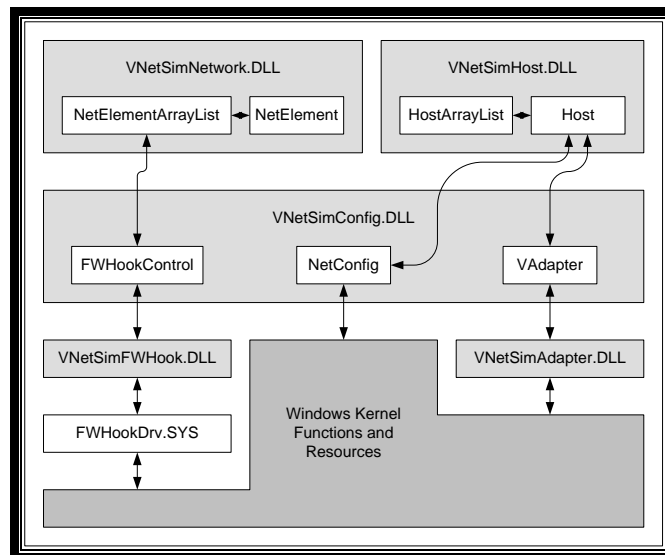 VNetSimNetwork.DLL
NetElementArrayList
NetElement
VNetSimHost.DLL
HostArrayList
Host
VNetSimConfig.DLL
FWHookControl
NetConfig
VAdapter
VNetSimFWHook.DLL
VNetSimAdapter.DLL
FWHookDrv.SYS
Windows Kernel
Functions and
Resources